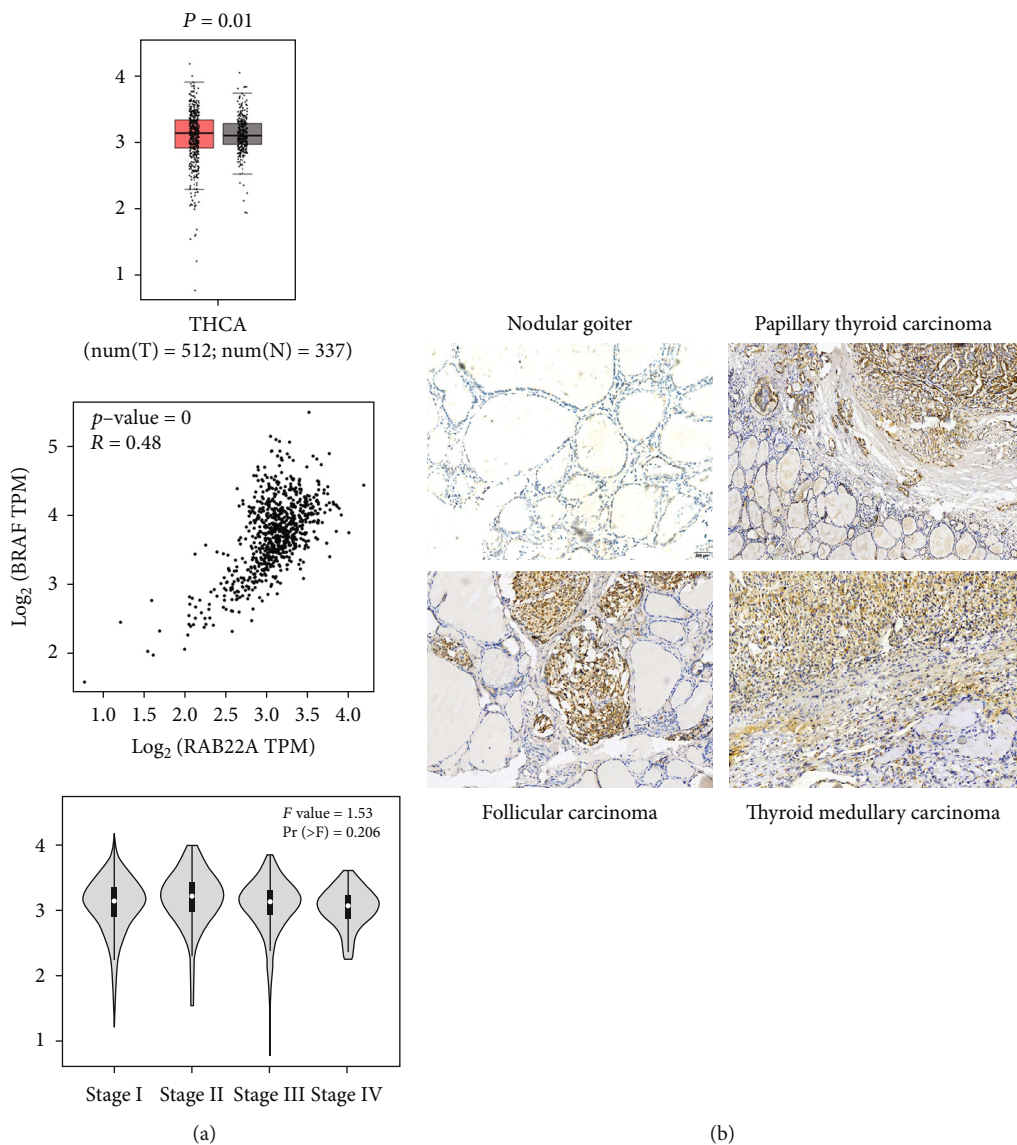 P = 0.01
4
3
2
1
THCA
(num(T) = 512; num(N) = 337)
p–value = 0
R = 0.48
5
4
3
2
Log2 (BRAF TPM)
1.0 1.5 2.0 2.5 3.0 3.5 4.0
Log2 (RAB22A TPM)
F value = 1.53
Pr (>F) = 0.206
4
3
2
1
Stage I Stage II Stage III Stage IV
(a)
Nodular goiter
Papillary thyroid carcinoma
Follicular carcinoma
Thyroid medullary carcinoma
(b)